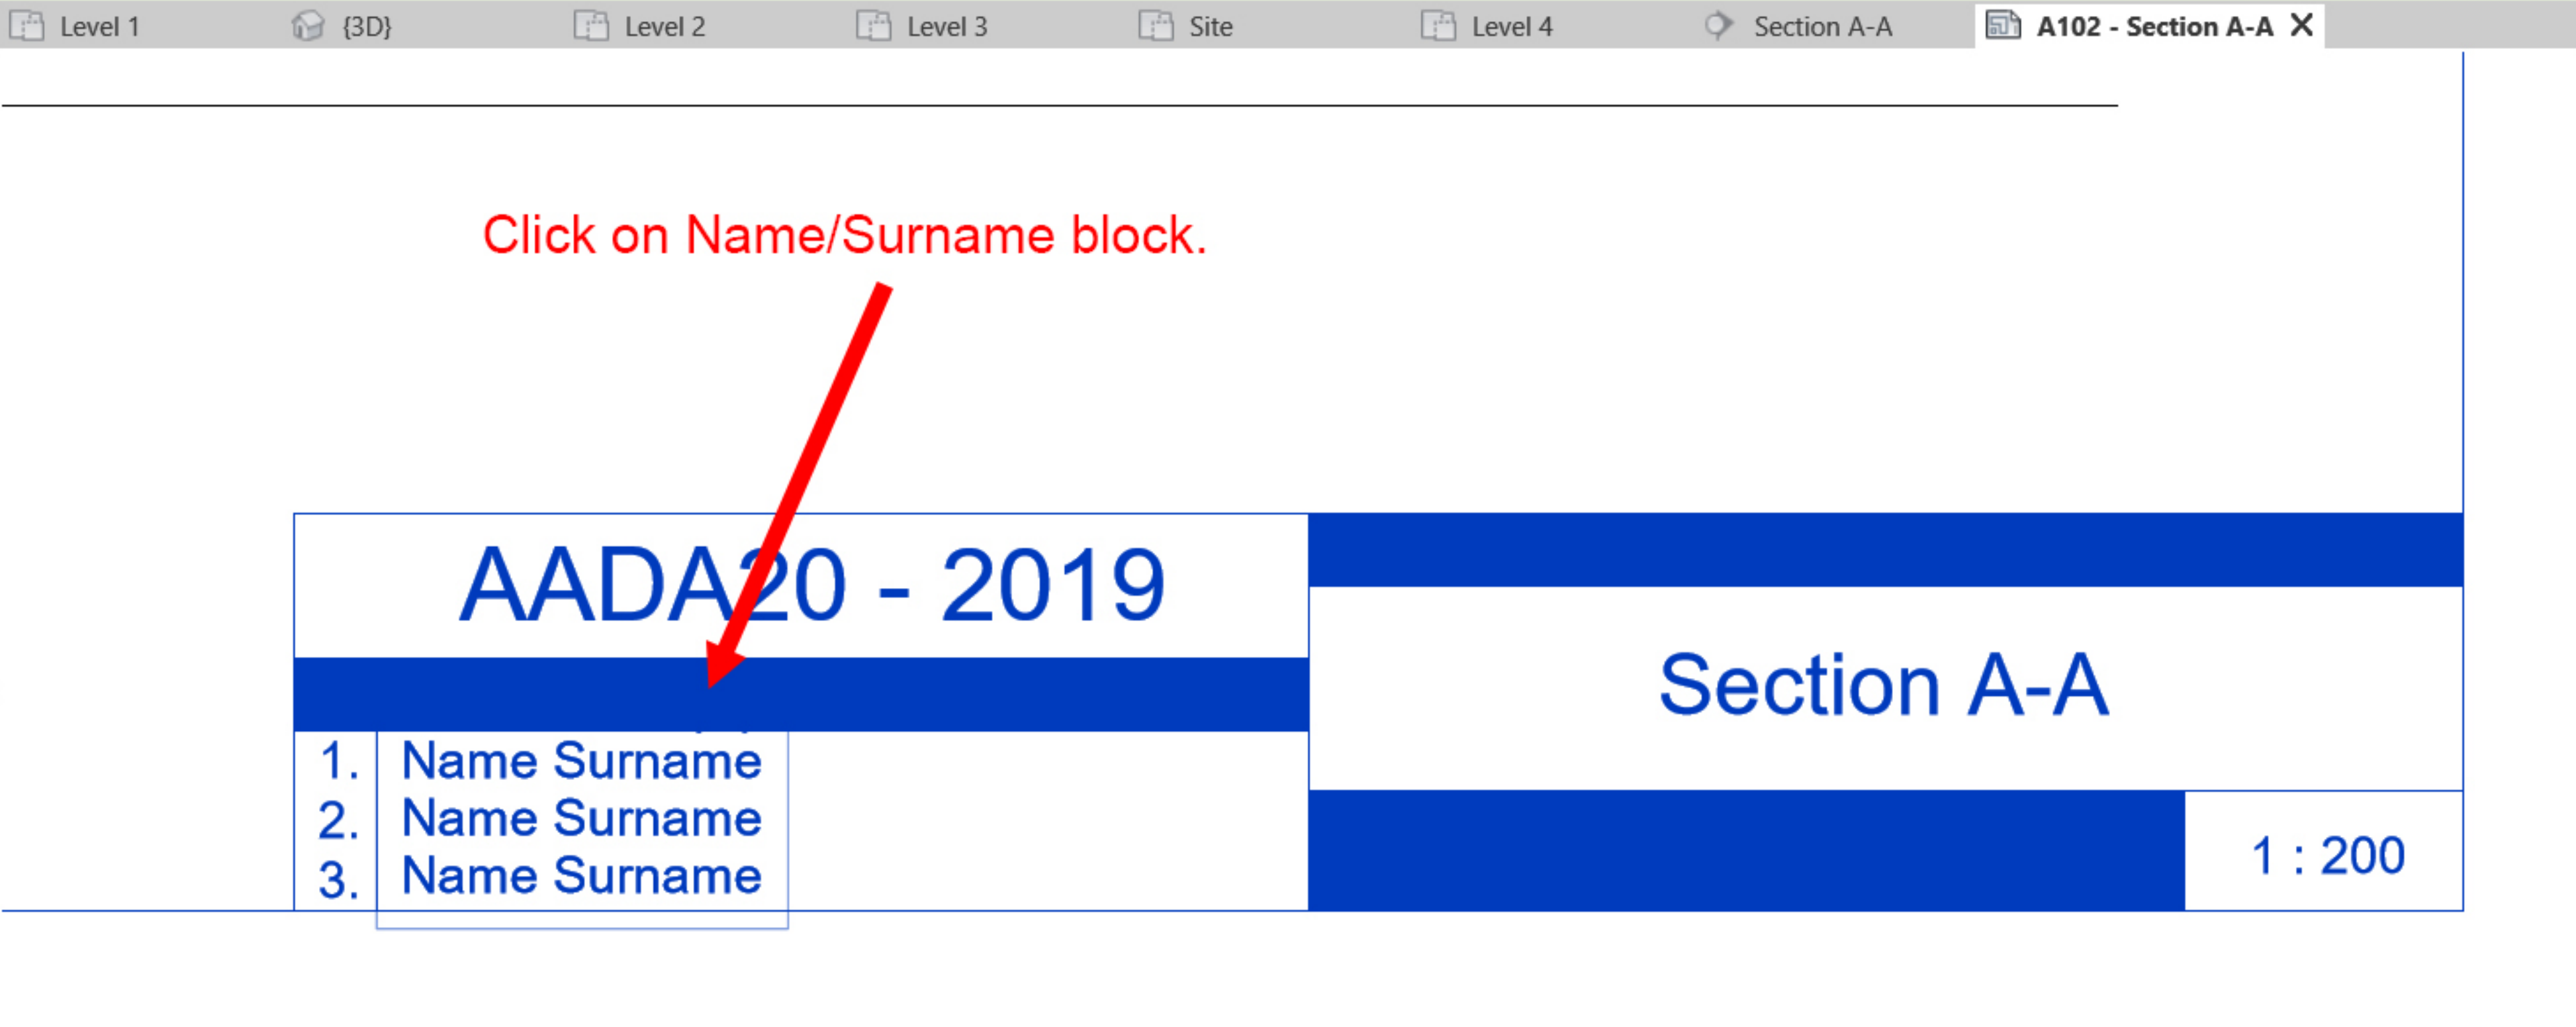 Level 1 {3D} Level 2 Level 3 Site Level 4 Section A-A A102 - Section A-A
Click on Name/Surname block.
AADA20 - 2019
Section A-A
1. Name Surname
2. Name Surname
3. Name Surname
1 : 200